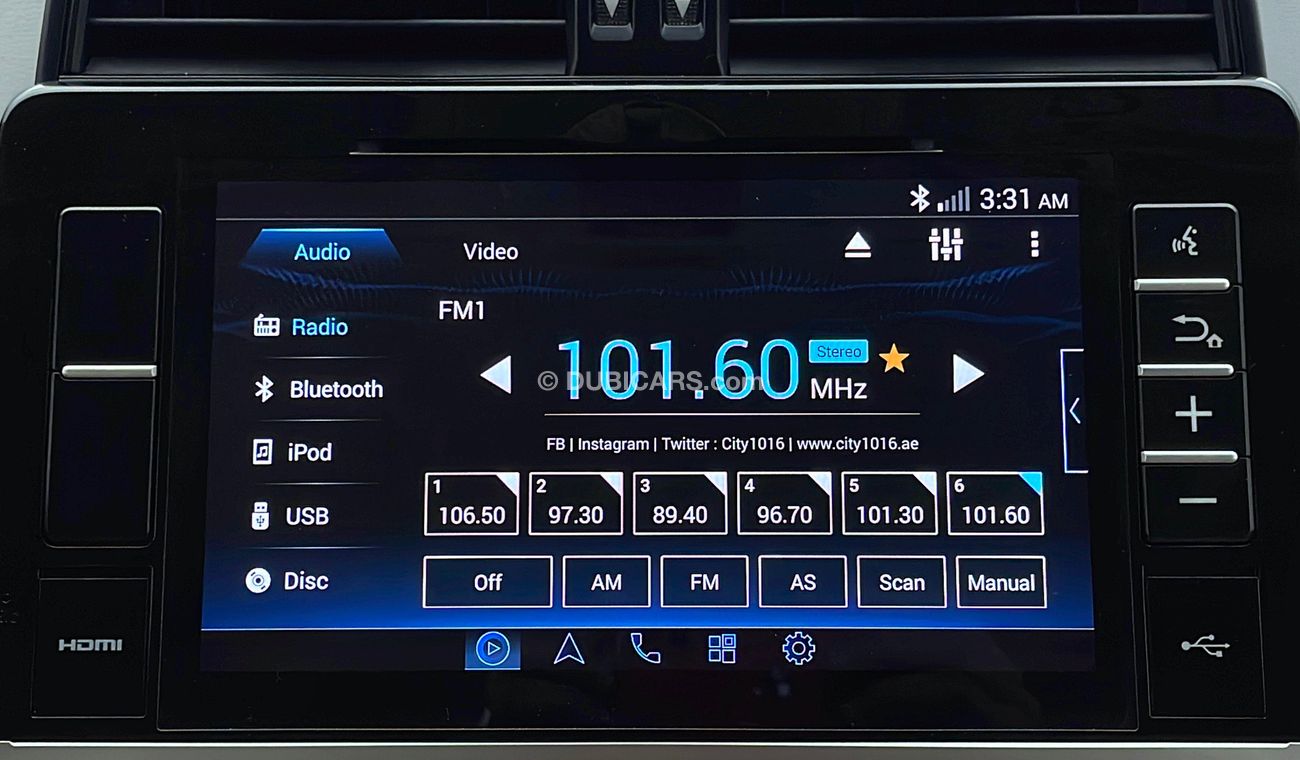 3:31 AM
Audio Video
FM1
Radio
101.60 Stereo
MHz
© DUBICARS.com
Bluetooth
FB | Instagram | Twitter : City1016 | www.city1016.ae
iPod
1 2 3 4 5 6
106.50 97.30 89.40 96.70 101.30 101.60
USB
Disc Off AM FM AS Scan Manual
HDMI